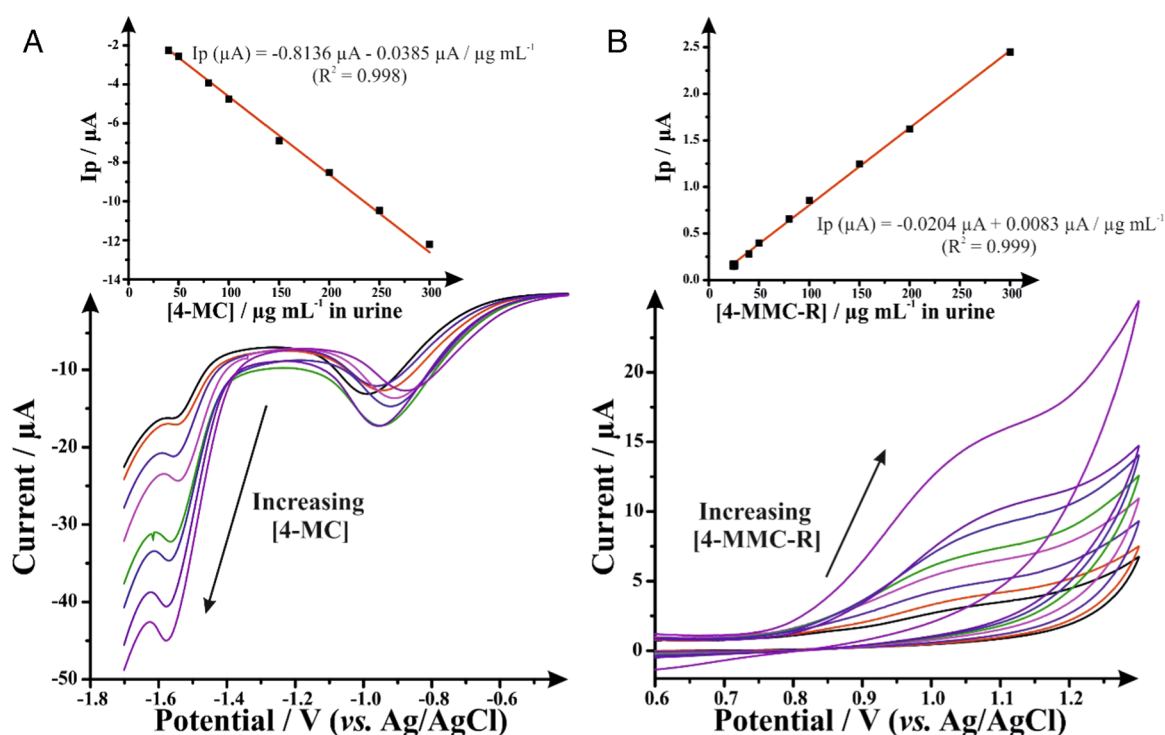 A
Ip (µA) = -0.8136 µA - 0.0385 µA / µg mL⁻¹
(R² = 0.998)
Ip / µA
-2
-4
-6
-8
-10
-12
-14
0 50 100 150 200 250 300
[4-MC] / µg mL⁻¹ in urine
Current / µA
-10
-20
-30
-40
-50
Increasing
[4-MC]
-1.8 -1.6 -1.4 -1.2 -1.0 -0.8 -0.6
Potential / V (vs. Ag/AgCl)
B
Ip / µA
2.5
2.0
1.5
1.0
0.5
0.0
Ip (µA) = -0.0204 µA + 0.0083 µA / µg mL⁻¹
(R² = 0.999)
0 50 100 150 200 250 300
[4-MMC-R] / µg mL⁻¹ in urine
Current / µA
20
15
10
5
0
Increasing
[4-MMC-R]
0.6 0.7 0.8 0.9 1.0 1.1 1.2
Potential / V (vs. Ag/AgCl)